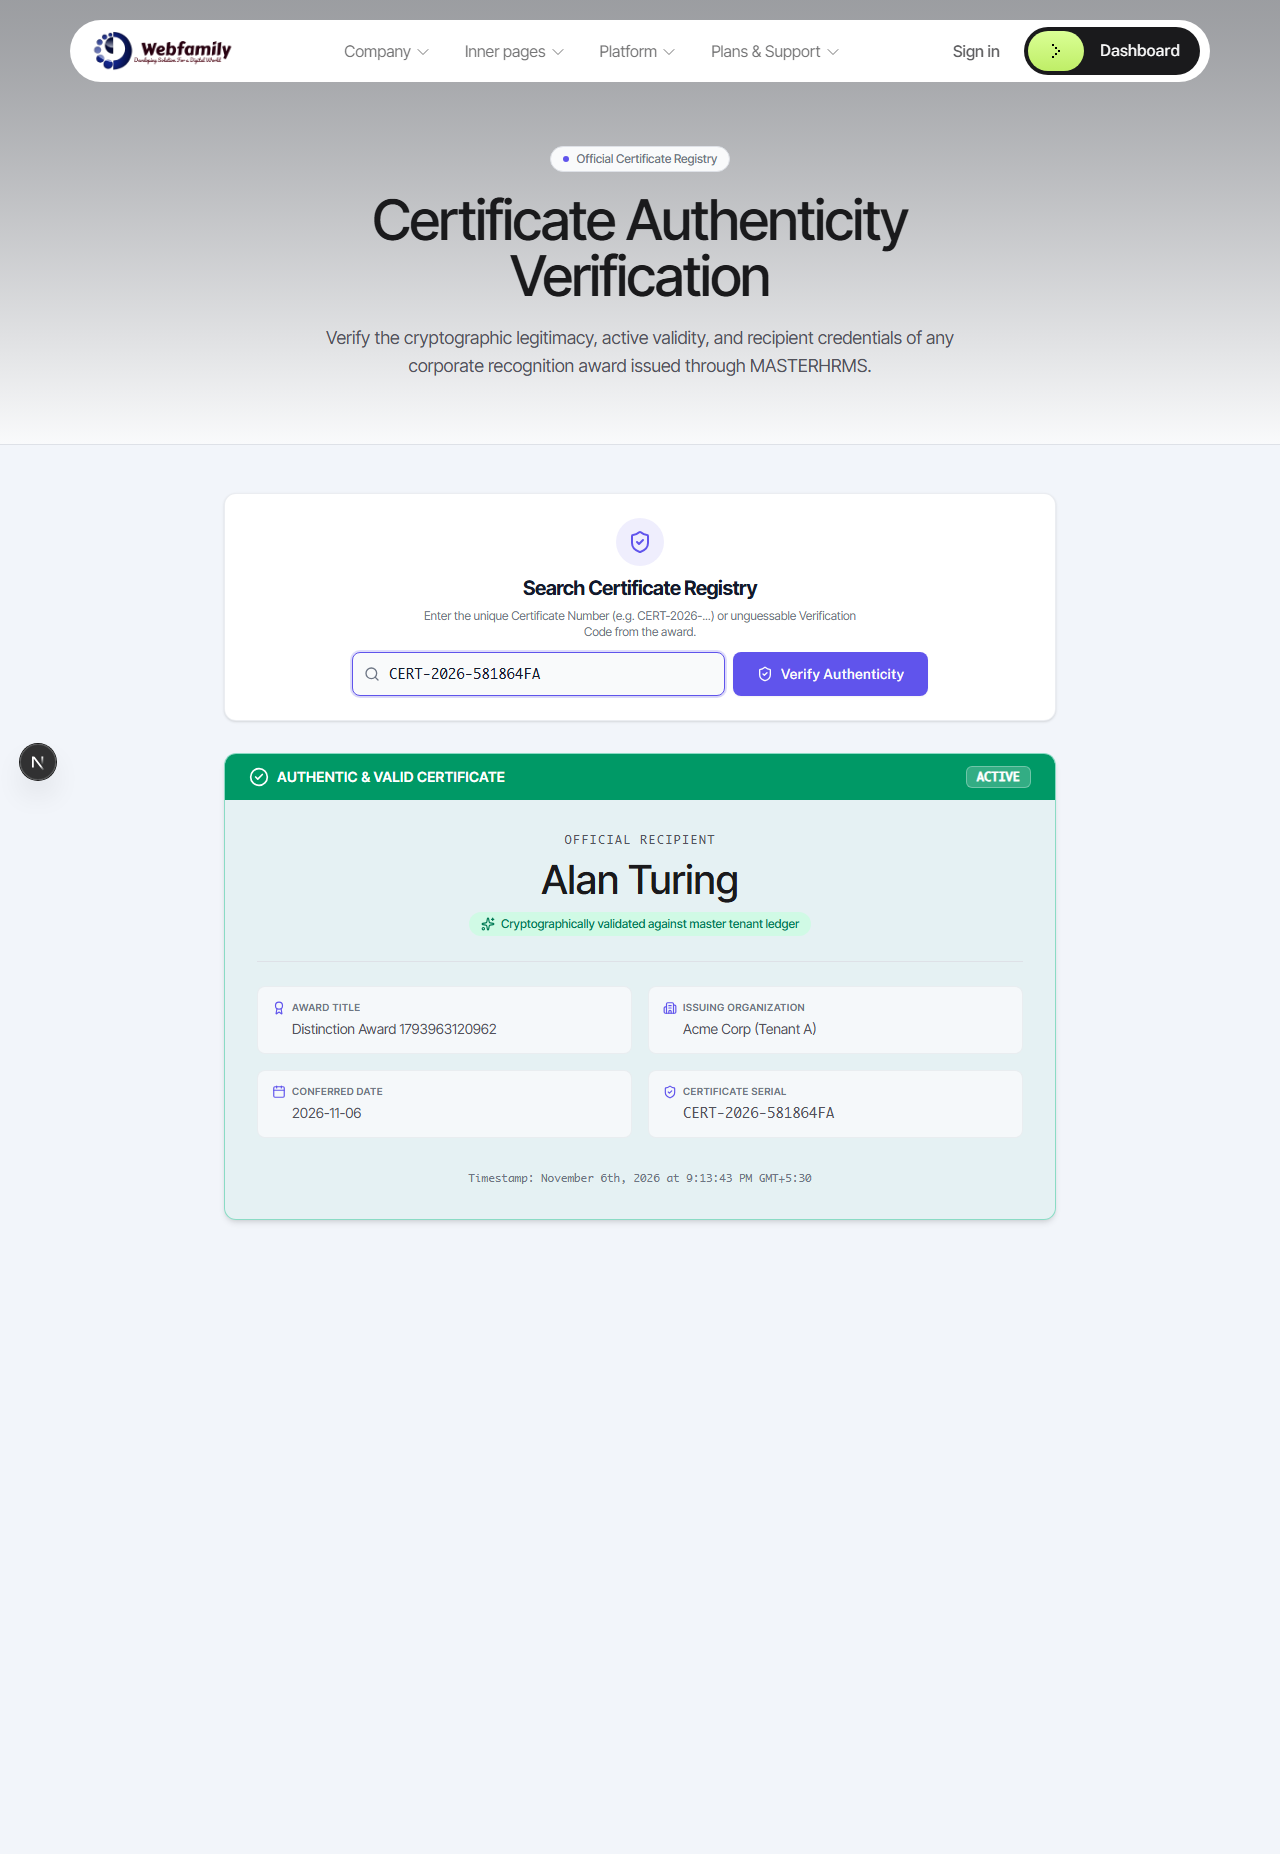 Webfamily
Developing Solution For a Digital World
Company
Inner pages
Platform
Plans & Support
Sign in
Dashboard
Official Certificate Registry
Certificate Authenticity
Verification
Verify the cryptographic legitimacy, active validity, and recipient credentials of any
corporate recognition award issued through MASTERHRMS.
Search Certificate Registry
Enter the unique Certificate Number (e.g. CERT-2026-...) or unguessable Verification
Code from the award.
CERT-2026-581864FA
Verify Authenticity
N
AUTHENTIC & VALID CERTIFICATE
ACTIVE
OFFICIAL RECIPIENT
Alan Turing
Cryptographically validated against master tenant ledger
AWARD TITLE
Distinction Award 1793963120962
ISSUING ORGANIZATION
Acme Corp (Tenant A)
CONFERRED DATE
2026-11-06
CERTIFICATE SERIAL
CERT-2026-581864FA
Timestamp: November 6th, 2026 at 9:13:43 PM GMT+5:30